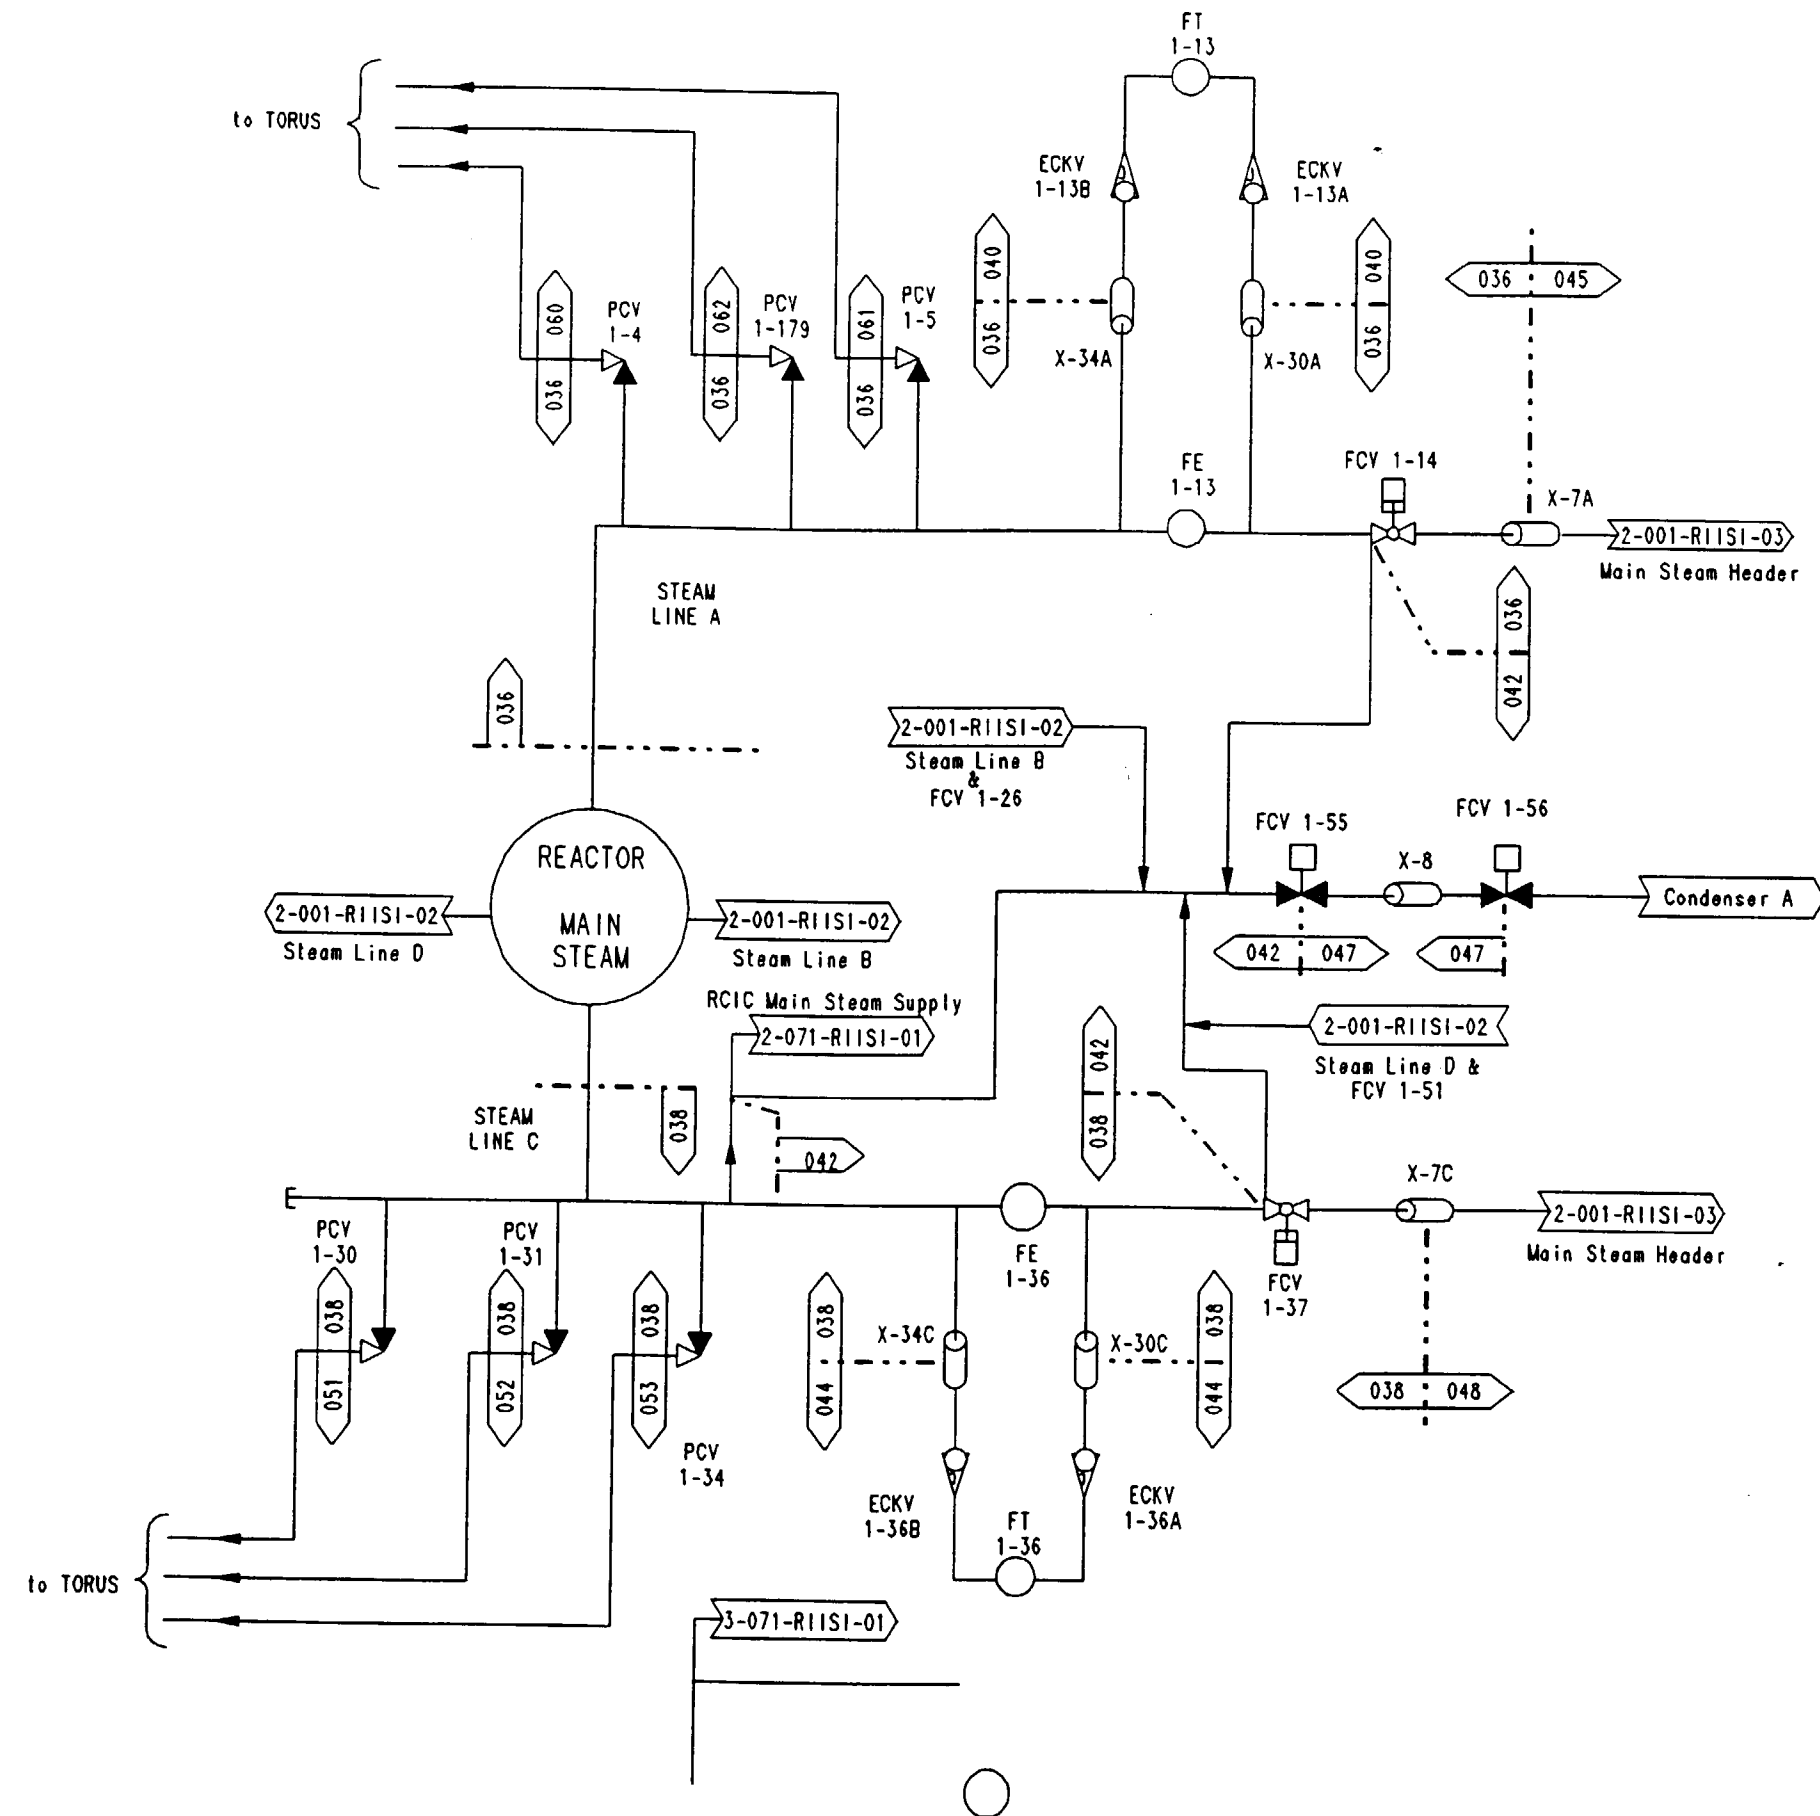 FT
1-13
to TORUS
ECKV
1-13B
ECKV
1-13A
040
036
040
036
036 045
060
036
PCV
1-4
062
036
PCV
1-179
061
036
PCV
1-5
X-34A
X-30A
FE
1-13
FCV 1-14
X-7A
2-001-RIISI-03
Main Steam Header
STEAM
LINE A
036
042
036
2-001-RIISI-02
Steam Line B
&
FCV 1-26
FCV 1-55
FCV 1-56
X-8
REACTOR
MAIN
STEAM
Condenser A
2-001-RIISI-02
Steam Line D
2-001-RIISI-02
Steam Line B
042 047
047
RCIC Main Steam Supply
2-071-RIISI-01
2-001-RIISI-02
Steam Line D &
FCV 1-51
042
038
STEAM
LINE C
038
042
X-7C
2-001-RIISI-03
Main Steam Header
PCV
1-30
PCV
1-31
FE
1-36
FCV
1-37
038
051
038
052
038
053
038
044
X-34C
X-30C
038
044
038 048
PCV
1-34
ECKV
1-36B
FT
1-36
ECKV
1-36A
to TORUS
3-071-RIISI-01